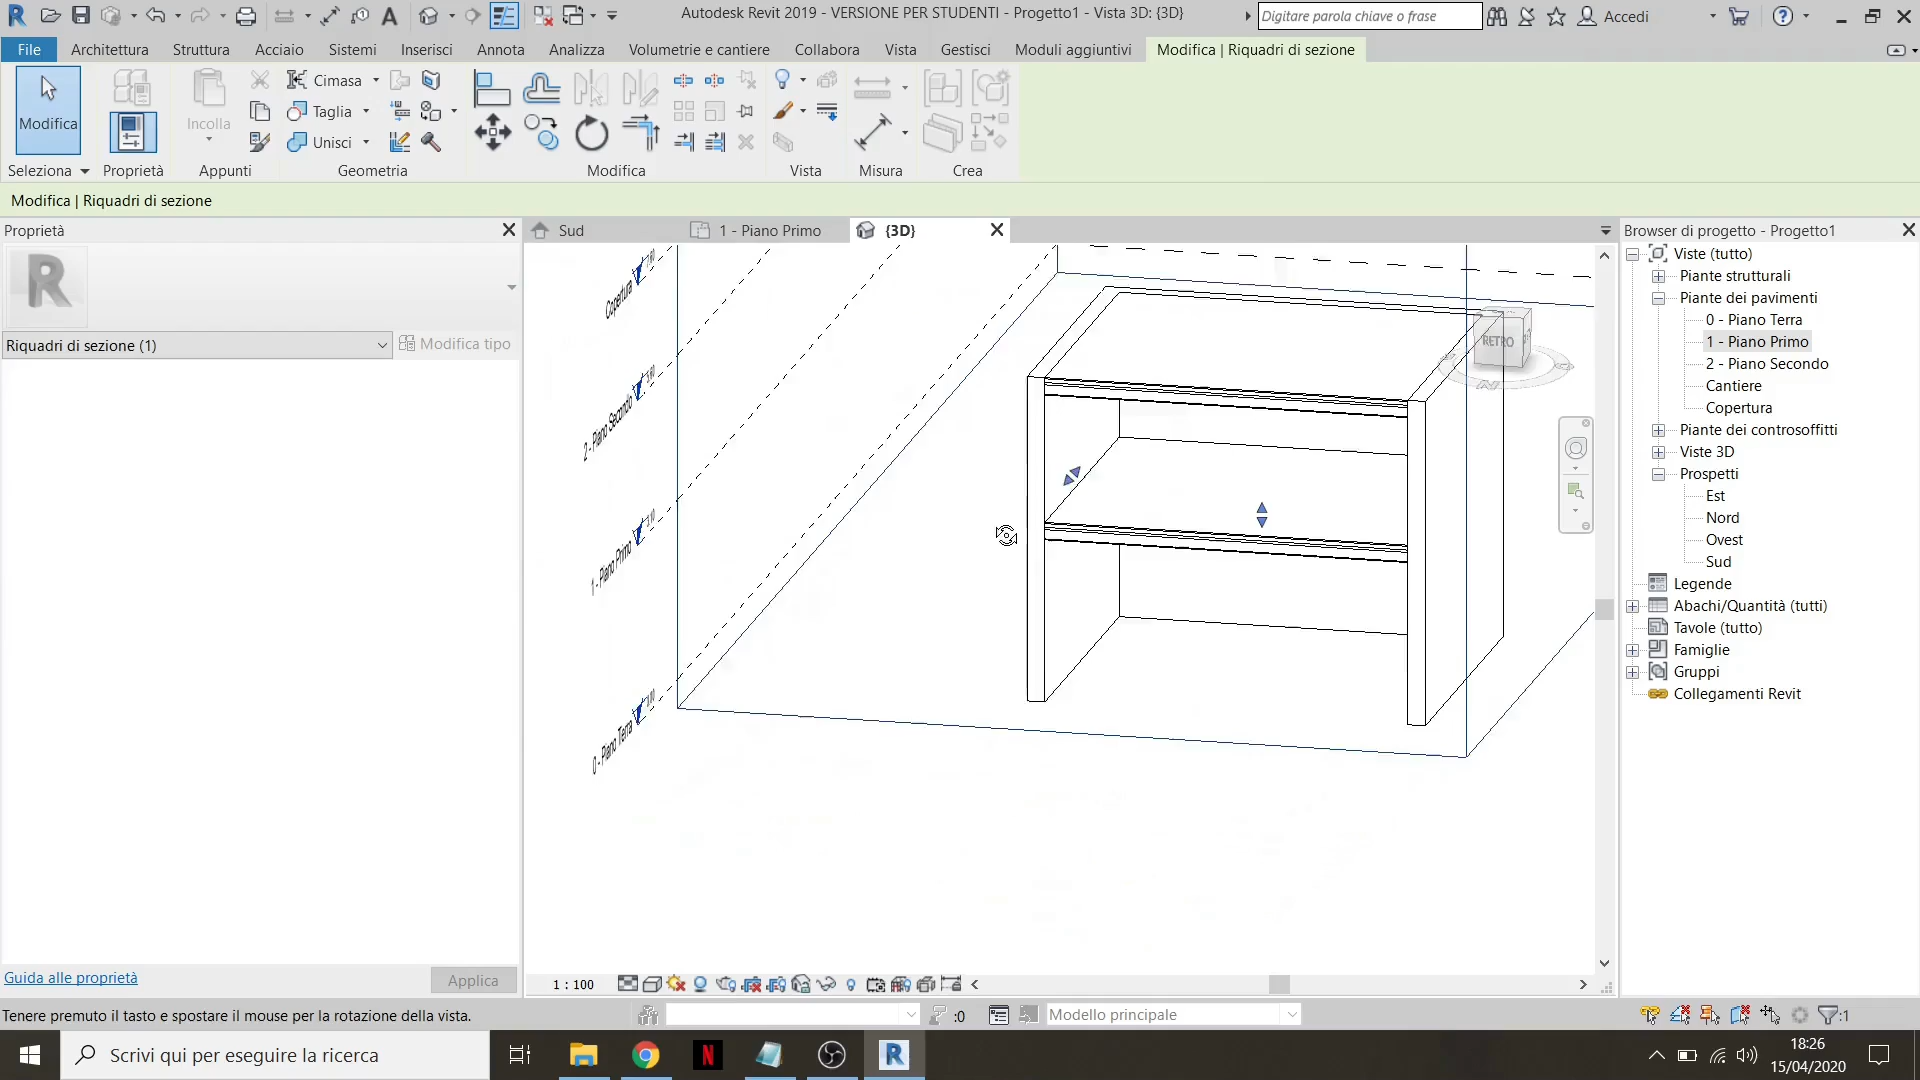 Autodesk Revit 2019 - VERSIONE PER STUDENTI - Progetto1 - Vista 3D: {3D}
Digitare parola chiave o frase
Accedi
File Architettura Struttura Acciaio Sistemi Inserisci Annota Analizza Volumetrie e cantiere Collabora Vista Gestisci Moduli aggiuntivi Modifica | Riquadri di sezione
Modifica
Incolla
Cimasa
Taglia
Unisci
Seleziona Proprietà Appunti Geometria Modifica Vista Misura Crea
Modifica | Riquadri di sezione
Proprietà
R
Riquadri di sezione (1)
Modifica tipo
Guida alle proprietà
Applica
Sud
1 - Piano Primo
{3D}
Copertura
2 - Piano Secondo
1 - Piano Primo
0 - Piano Terra
RETRO
N
1 : 100
Browser di progetto - Progetto1
Viste (tutto)
Piante strutturali
Piante dei pavimenti
0 - Piano Terra
1 - Piano Primo
2 - Piano Secondo
Cantiere
Copertura
Piante dei controsoffitti
Viste 3D
Prospetti
Est
Nord
Ovest
Sud
Legende
Abachi/Quantità (tutti)
Tavole (tutto)
Famiglie
Gruppi
Collegamenti Revit
Tenere premuto il tasto e spostare il mouse per la rotazione della vista.
:0
Modello principale
:1
Scrivi qui per eseguire la ricerca
18:26
15/04/2020